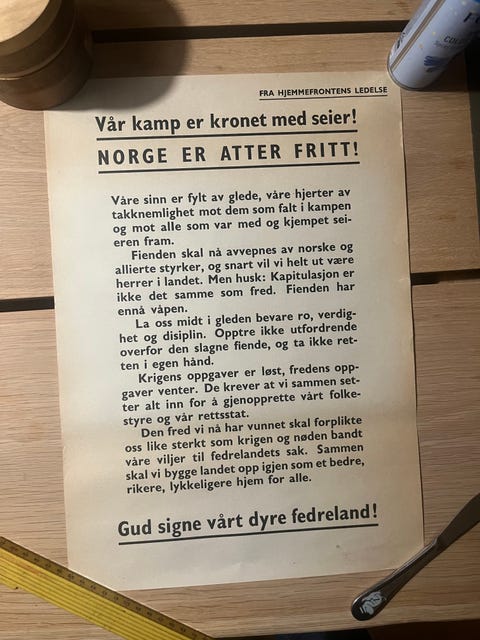 FRA HJEMMEFRONTENS LEDELSE
Vår kamp er kronet med seier!
NORGE ER ATTER FRITT!
Våre sinn er fylt av glede, våre hjerter av
takknemlighet mot dem som falt i kampen
og mot alle som var med og kjempet sei-
eren fram.
Fienden skal nå avvepnes av norske og
allierte styrker, og snart vil vi helt ut være
herrer i landet. Men husk: Kapitulasjon er
ikke det samme som fred. Fienden har
ennå våpen.
La oss midt i gleden bevare ro, verdig-
het og disiplin. Opptre ikke utfordrende
overfor den slagne fiende, og ta ikke ret-
ten i egen hånd.
Krigens oppgaver er løst, fredens opp-
gaver venter. De krever at vi sammen set-
ter alt inn for å gjenopprette vårt folke-
styre og vår rettsstat.
Den fred vi nå har vunnet skal forplikte
oss like sterkt som krigen og nøden bandt
våre viljer til fedrelandets sak. Sammen
skal vi bygge landet opp igjen som et bedre,
rikere, lykkeligere hjem for alle.
Gud signe vårt dyre fedreland!